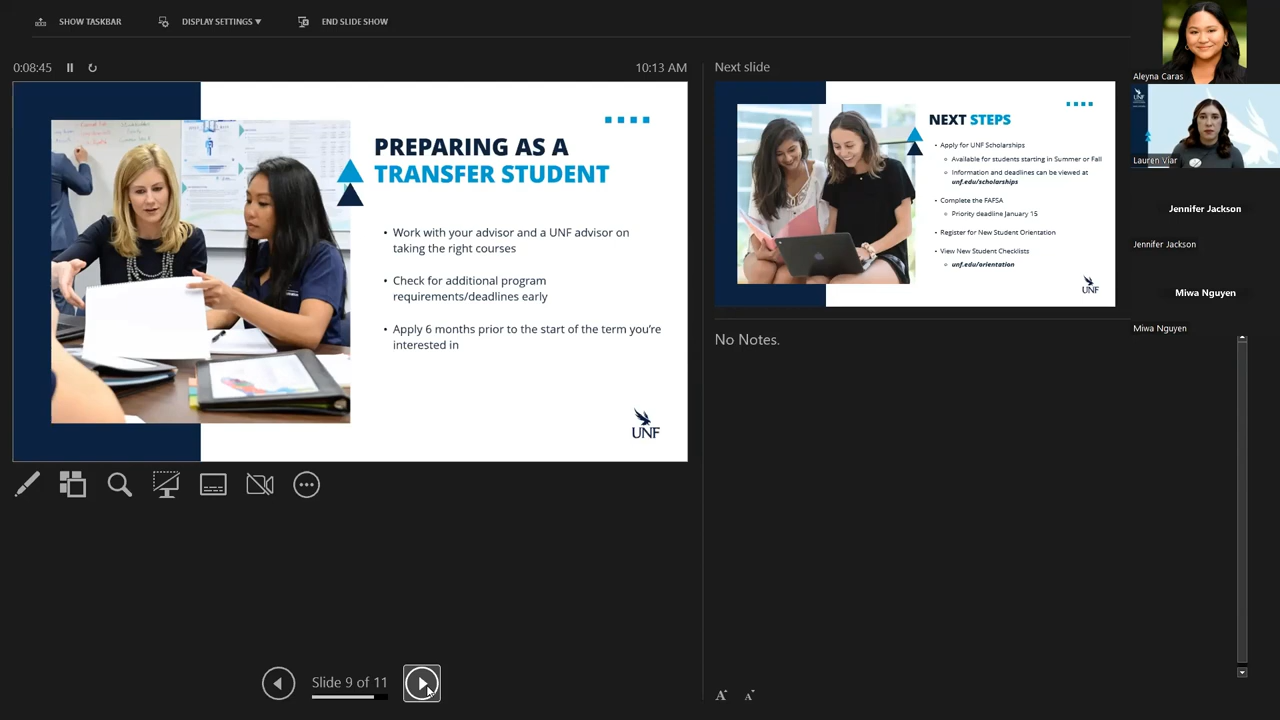 SHOW TASKBAR
DISPLAY SETTINGS ▼
END SLIDE SHOW
0:08:45
10:13 AM
PREPARING AS A
TRANSFER STUDENT
• Work with your advisor and a UNF advisor on
taking the right courses
• Check for additional program
requirements/deadlines early
• Apply 6 months prior to the start of the term you're
interested in
UNF
Slide 9 of 11
Next slide
NEXT STEPS
• Apply for UNF Scholarships
Available for students starting in Summer or Fall
Information and deadlines can be viewed at
unf.edu/scholarships
• Complete the FAFSA
Priority deadline January 15
• Register for New Student Orientation
• View New Student Checklists
unf.edu/orientation
UNF
No Notes.
A
A
Aleyna Caras
UNF
Lauren Viar
Jennifer Jackson
Jennifer Jackson
Miwa Nguyen
Miwa Nguyen